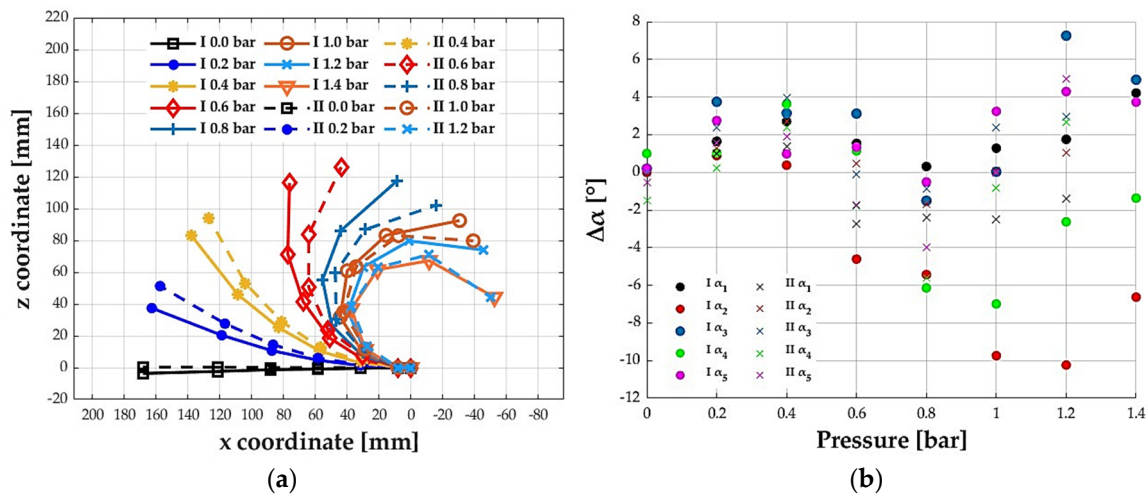 220
200
180
160
140
120
100
80
60
40
20
0
-20
z coordinate [mm]
I 0.0 bar
I 0.2 bar
I 0.4 bar
I 0.6 bar
I 0.8 bar
I 1.0 bar
I 1.2 bar
I 1.4 bar
II 0.0 bar
II 0.2 bar
II 0.4 bar
II 0.6 bar
II 0.8 bar
II 1.0 bar
II 1.2 bar
200 180 160 140 120 100 80 60 40 20 0 -20 -40 -60 -80
x coordinate [mm]
(a)
8
6
4
2
0
-2
-4
-6
-8
-10
-12
Δα [°]
I α1
I α2
I α3
I α4
I α5
II α1
II α2
II α3
II α4
II α5
0 0.2 0.4 0.6 0.8 1 1.2 1.4
Pressure [bar]
(b)